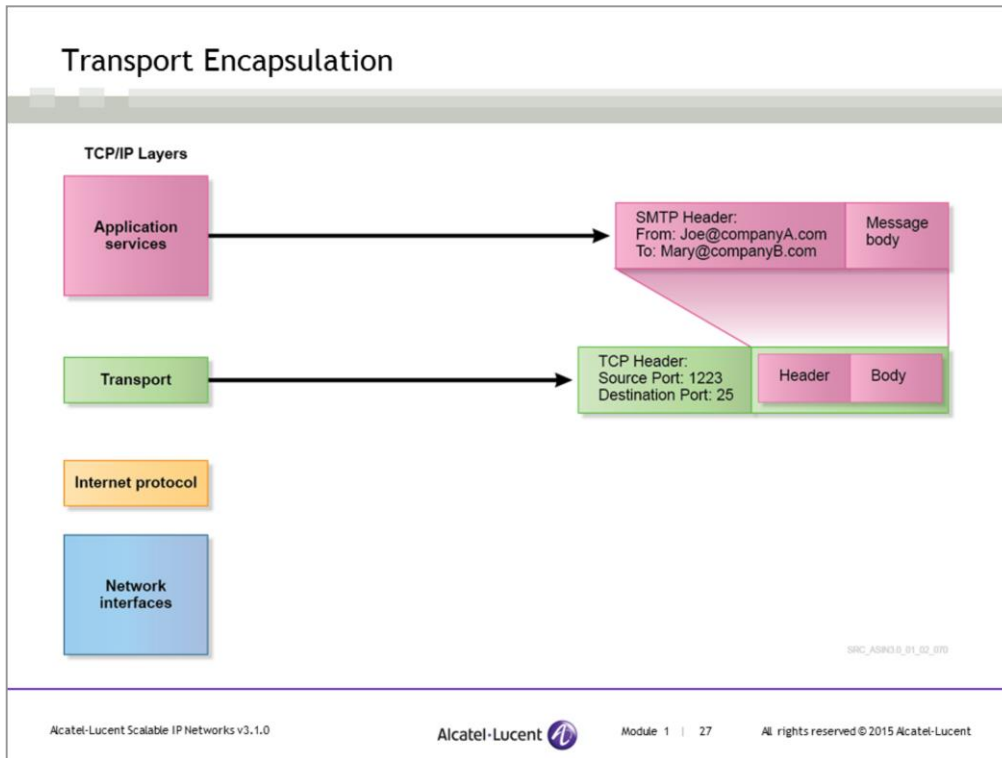 Transport Encapsulation
TCP/IP Layers
Application
services
SMTP Header:
From: Joe@companyA.com
To: Mary@companyB.com
Message
body
Transport
TCP Header:
Source Port: 1223
Destination Port: 25
Header
Body
Internet protocol
Network
interfaces
SRC_ASIN3.0_01_02_070
Alcatel-Lucent Scalable IP Networks v3.1.0
Alcatel·Lucent
Module 1 | 27
All rights reserved © 2015 Alcatel-Lucent